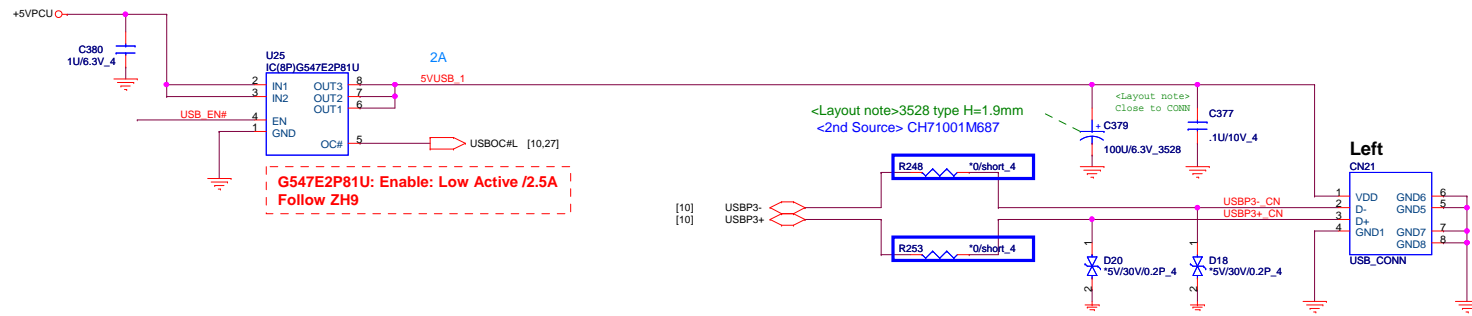 +5VPCU
C380
1U/6.3V_4
U25
IC(8P)G547E2P81U
2
3
4
1
IN1
IN2
EN
GND
OUT3
OUT2
OUT1
OC#
8
7
6
5
USB_EN#
2A
5VUSB_1
USBOC#L [10,27]
G547E2P81U: Enable: Low Active /2.5A
Follow ZH9
<Layout note>3528 type H=1.9mm
<2nd Source> CH71001M687
<Layout note>
Close to CONN
+
C379
100U/6.3V_3528
C377
.1U/10V_4
R248
*0/short_4
[10] USBP3-
[10] USBP3+
R253
*0/short_4
USBP3-_CN
USBP3+_CN
1
D20
*5V/30V/0.2P_4
2
1
D18
*5V/30V/0.2P_4
2
Left
CN21
1
2
3
4
VDD
D-
D+
GND1
GND6
GND5
GND7
GND8
6
5
7
8
USB_CONN